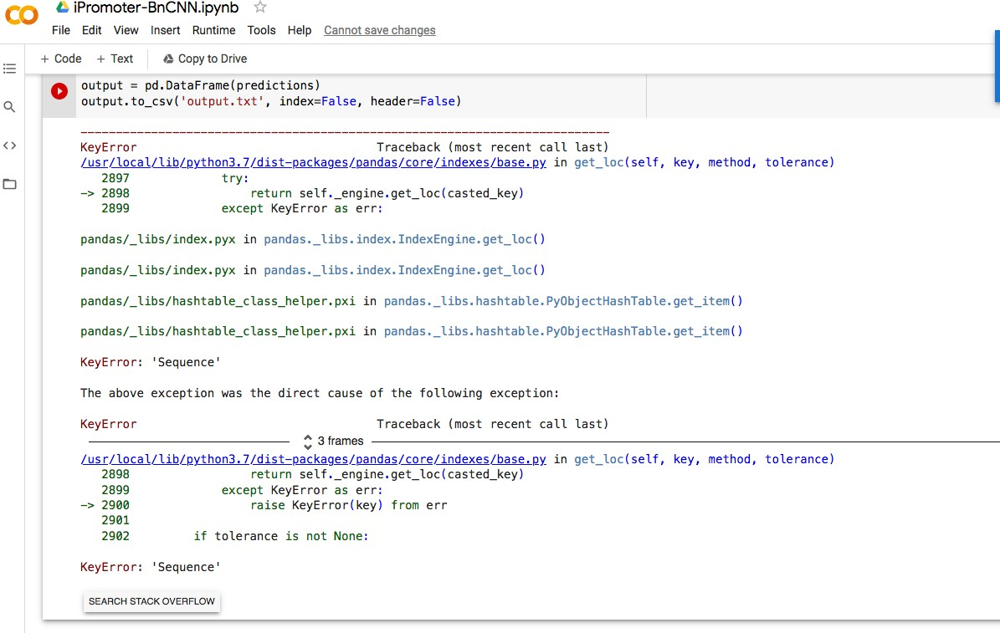 iPromoter-BnCNN.ipynb
File Edit View Insert Runtime Tools Help Cannot save changes
+ Code + Text Copy to Drive
output = pd.DataFrame(predictions)
output.to_csv('output.txt', index=False, header=False)
---------------------------------------------------------------------------
KeyError Traceback (most recent call last)
/usr/local/lib/python3.7/dist-packages/pandas/core/indexes/base.py in get_loc(self, key, method, tolerance)
2897 try:
-> 2898 return self._engine.get_loc(casted_key)
2899 except KeyError as err:
pandas/_libs/index.pyx in pandas._libs.index.IndexEngine.get_loc()
pandas/_libs/index.pyx in pandas._libs.index.IndexEngine.get_loc()
pandas/_libs/hashtable_class_helper.pxi in pandas._libs.hashtable.PyObjectHashTable.get_item()
pandas/_libs/hashtable_class_helper.pxi in pandas._libs.hashtable.PyObjectHashTable.get_item()
KeyError: 'Sequence'
The above exception was the direct cause of the following exception:
KeyError Traceback (most recent call last)
3 frames
/usr/local/lib/python3.7/dist-packages/pandas/core/indexes/base.py in get_loc(self, key, method, tolerance)
2898 return self._engine.get_loc(casted_key)
2899 except KeyError as err:
-> 2900 raise KeyError(key) from err
2901
2902 if tolerance is not None:
KeyError: 'Sequence'
SEARCH STACK OVERFLOW